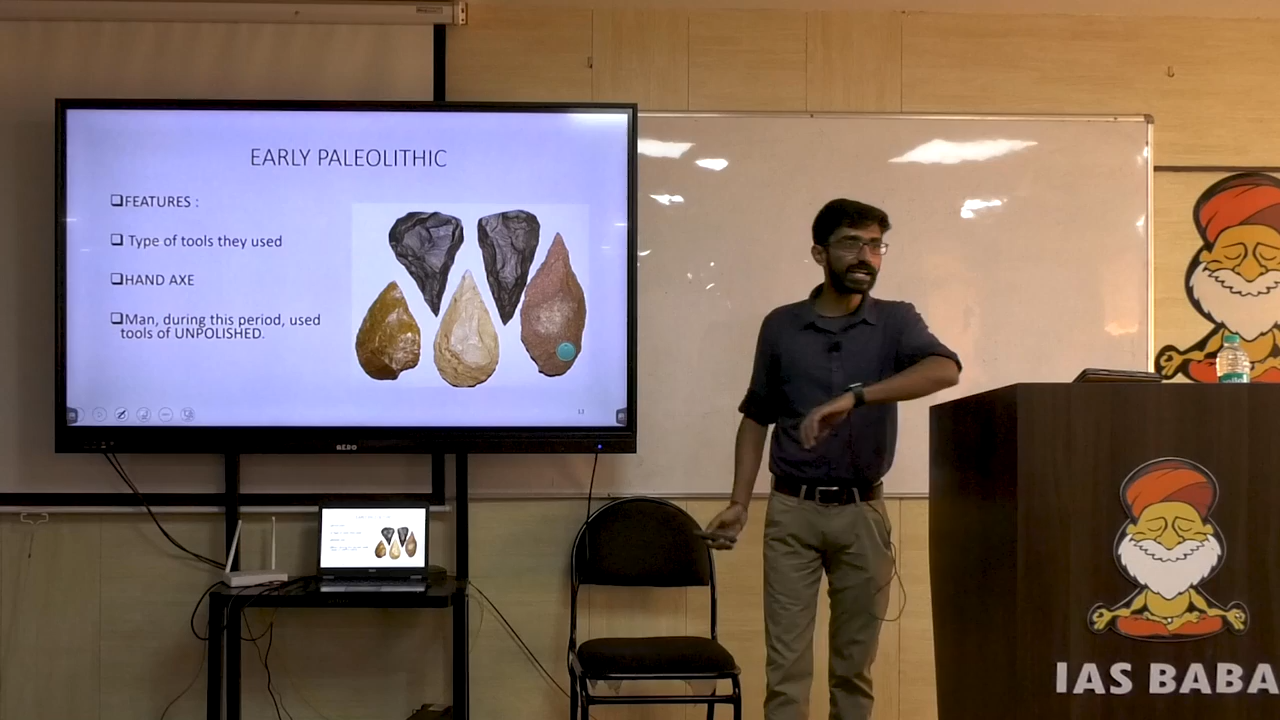 EARLY PALEOLITHIC
❑FEATURES :
❑ Type of tools they used
❑HAND AXE
❑Man, during this period, used
tools of UNPOLISHED.
IAS BABA